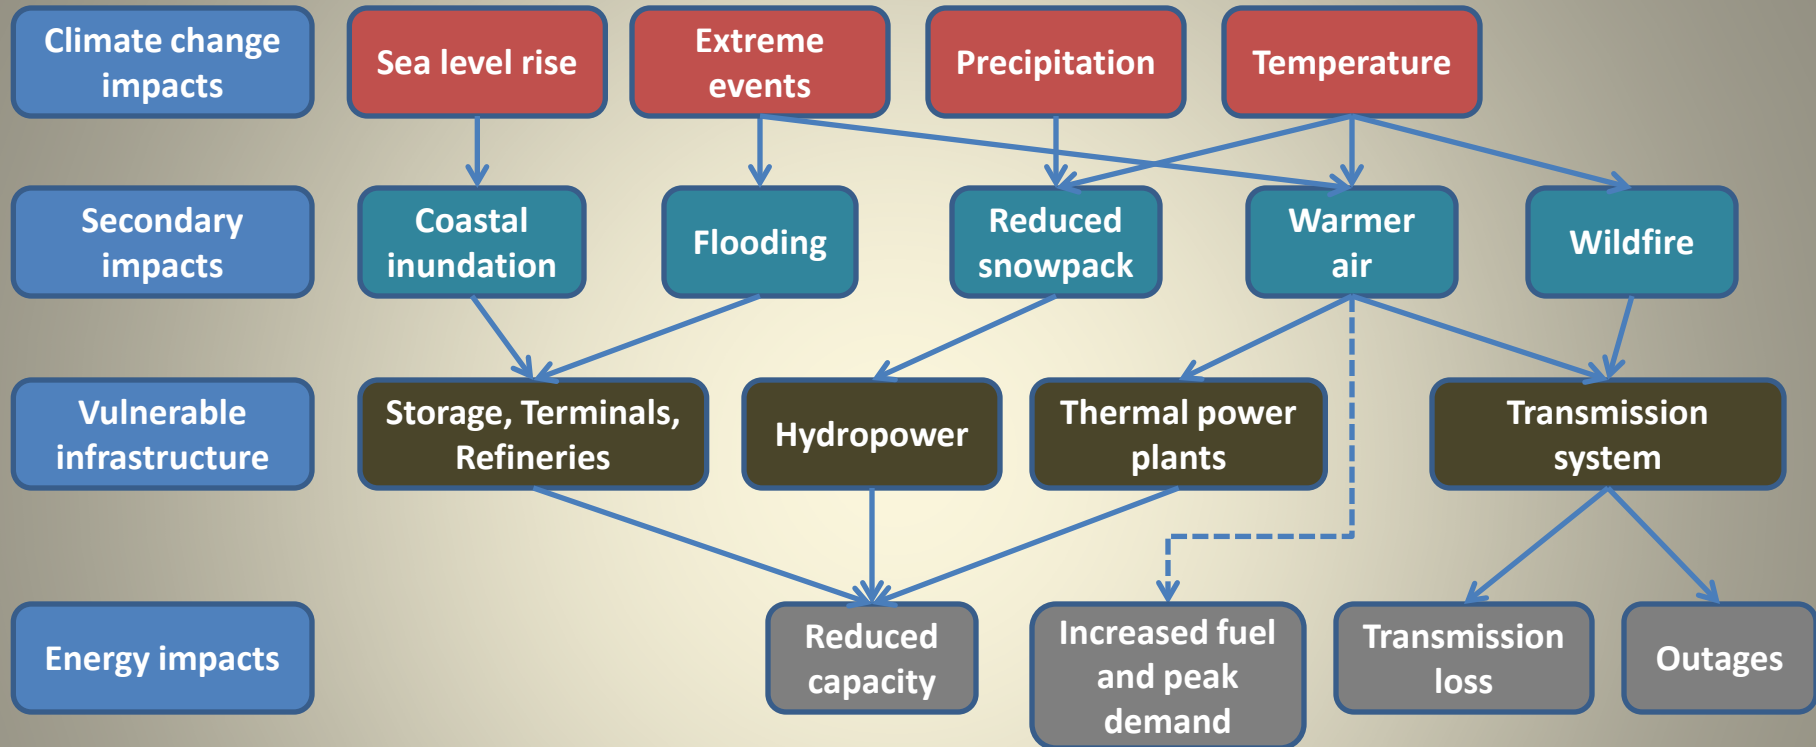 Climate change
impacts
Sea level rise
Extreme
events
Precipitation
Temperature
Secondary
impacts
Coastal
inundation
Flooding
Reduced
snowpack
Warmer
air
Wildfire
Vulnerable
infrastructure
Storage, Terminals,
Refineries
Hydropower
Thermal power
plants
Transmission
system
Energy impacts
Reduced
capacity
Increased fuel
and peak
demand
Transmission
loss
Outages